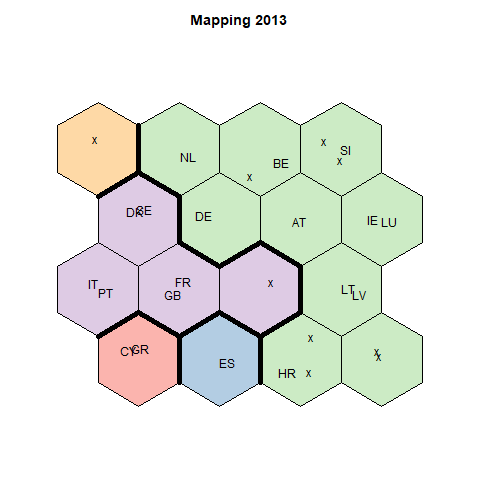 Mapping 2013
x
NL
BE
x
x
SI
x
DK
SE
DE
AT
IE
LU
IT
PT
FR
GB
x
LT
LV
CY
GR
ES
HR
x
x
x
x